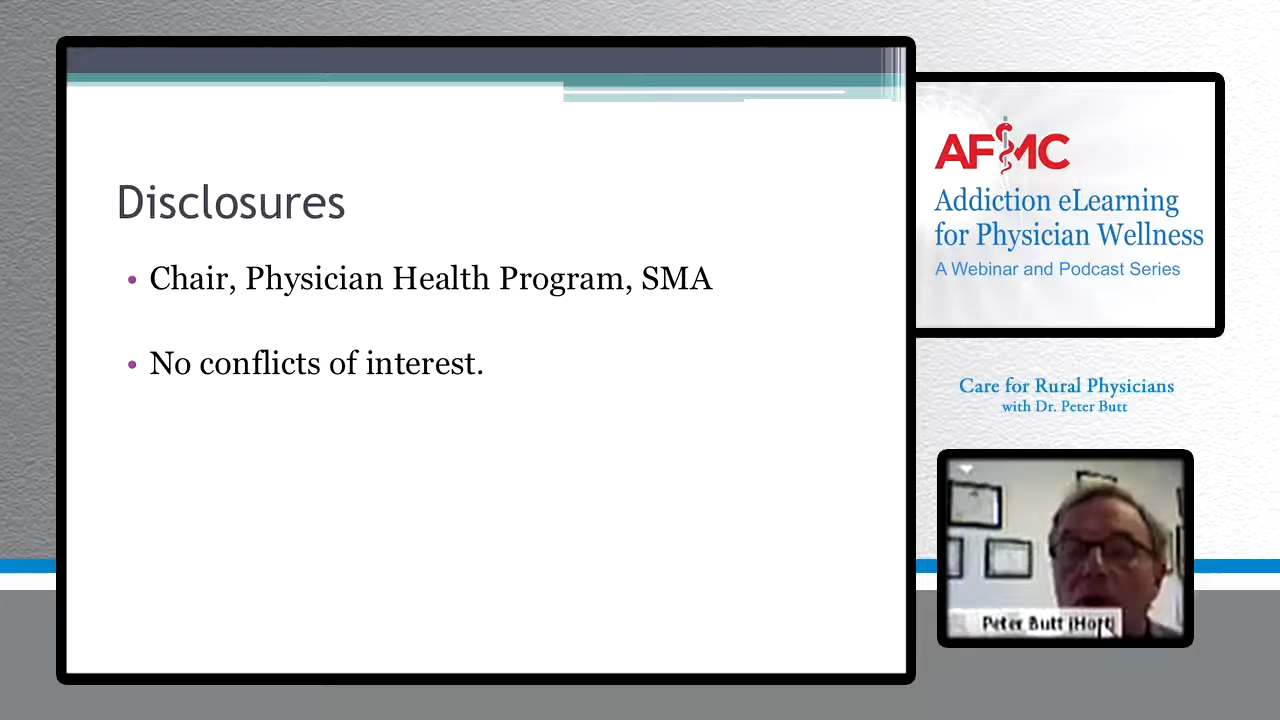 Disclosures
• Chair, Physician Health Program, SMA
• No conflicts of interest.
AFMC
Addiction eLearning
for Physician Wellness
A Webinar and Podcast Series
Care for Rural Physicians
with Dr. Peter Butt
Peter Butt (Host)